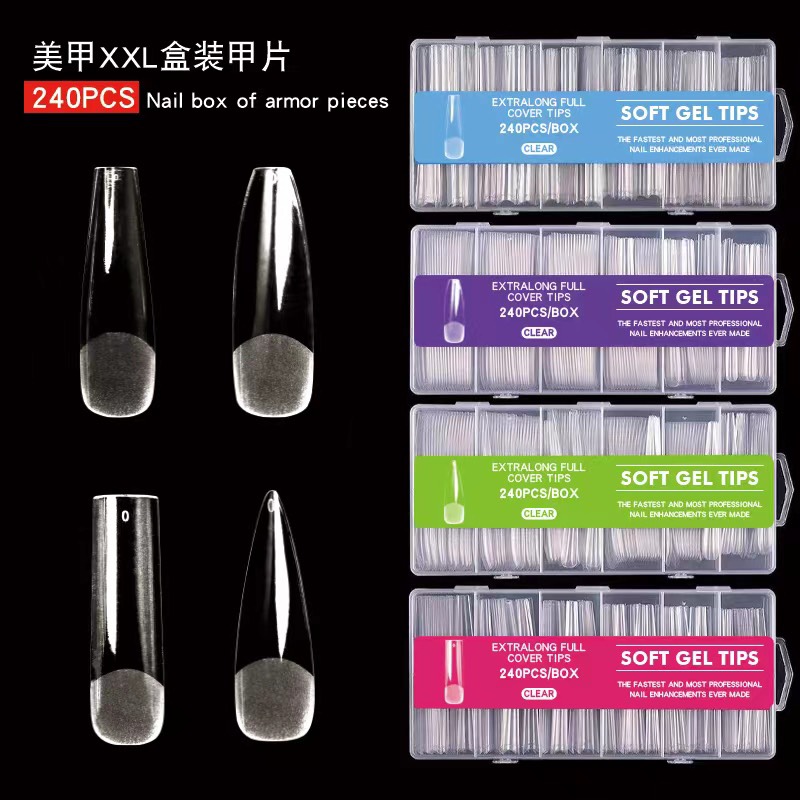 美甲XXL盒装甲片
240PCS Nail box of armor pieces
0
EXTRALONG FULL
COVER TIPS
240PCS/BOX
CLEAR
SOFT GEL TIPS
THE FASTEST AND MOST PROFESSIONAL
NAIL ENHANCEMENTS EVER MADE
EXTRALONG FULL
COVER TIPS
240PCS/BOX
CLEAR
SOFT GEL TIPS
THE FASTEST AND MOST PROFESSIONAL
NAIL ENHANCEMENTS EVER MADE
EXTRALONG FULL
COVER TIPS
240PCS/BOX
CLEAR
SOFT GEL TIPS
THE FASTEST AND MOST PROFESSIONAL
NAIL ENHANCEMENTS EVER MADE
EXTRALONG FULL
COVER TIPS
240PCS/BOX
CLEAR
SOFT GEL TIPS
THE FASTEST AND MOST PROFESSIONAL
NAIL ENHANCEMENTS EVER MADE